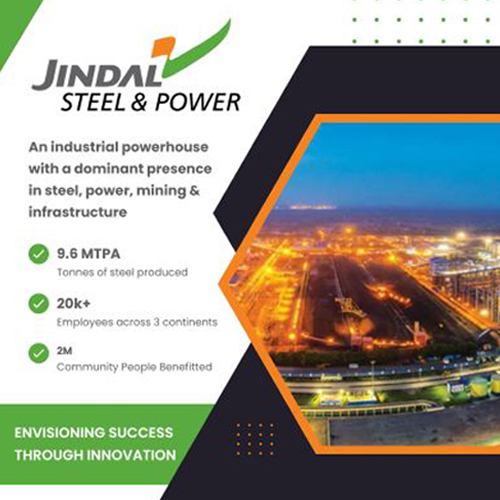 JINDAL
STEEL & POWER
An industrial powerhouse
with a dominant presence
in steel, power, mining &
infrastructure
9.6 MTPA
Tonnes of steel produced
20k+
Employees across 3 continents
2M
Community People Benefitted
ENVISIONING SUCCESS
THROUGH INNOVATION